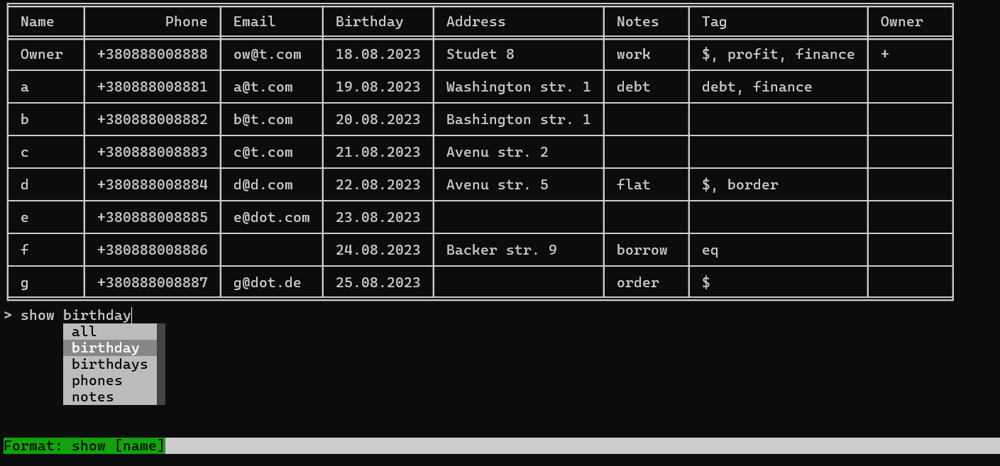 Name Phone Email Birthday Address Notes Tag Owner
Owner +380888008888 ow@t.com 18.08.2023 Studet 8 work $, profit, finance +
a +380888008881 a@t.com 19.08.2023 Washington str. 1 debt debt, finance
b +380888008882 b@t.com 20.08.2023 Bashington str. 1
c +380888008883 c@t.com 21.08.2023 Avenu str. 2
d +380888008884 d@d.com 22.08.2023 Avenu str. 5 flat $, border
e +380888008885 e@dot.com 23.08.2023
f +380888008886 24.08.2023 Backer str. 9 borrow eq
g +380888008887 g@dot.de 25.08.2023 order $
> show birthday
all
birthday
birthdays
phones
notes
Format: show [name]